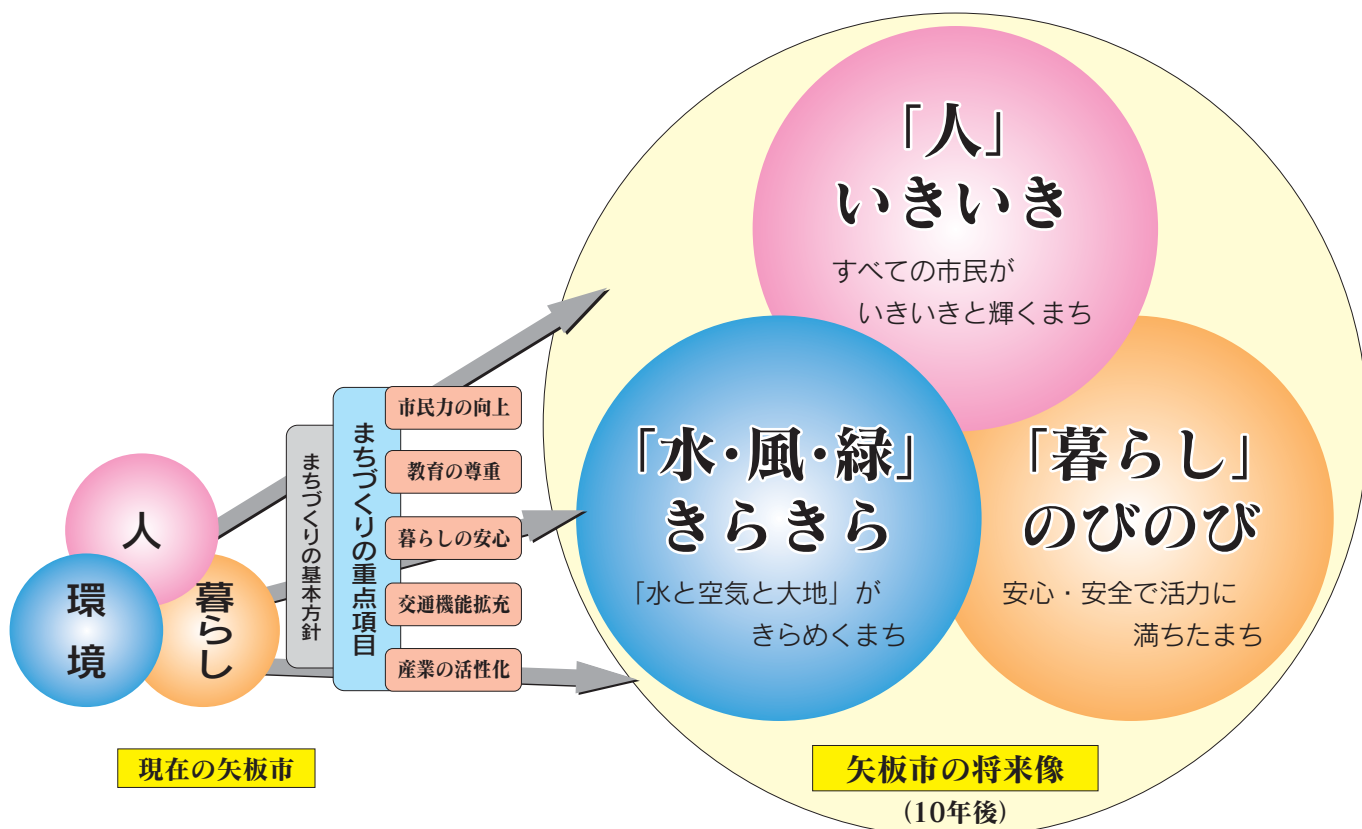 人
環境
暮らし
現在の矢板市
まちづくりの基本方針
まちづくりの重点項目
市民力の向上
教育の尊重
暮らしの安心
交通機能拡充
産業の活性化
「人」
いきいき
すべての市民が
いきいきと輝くまち
「水・風・緑」
きらきら
「水と空気と大地」が
きらめくまち
「暮らし」
のびのび
安心・安全で活力に
満ちたまち
矢板市の将来像
(10年後)